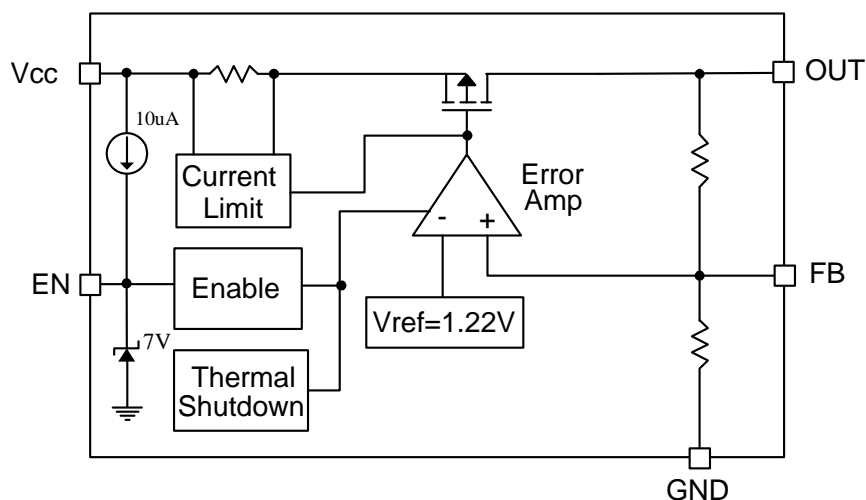 Vcc
OUT
10uA
Current
Limit
Error
Amp
-
+
EN
Enable
FB
Vref=1.22V
7V
Thermal
Shutdown
GND